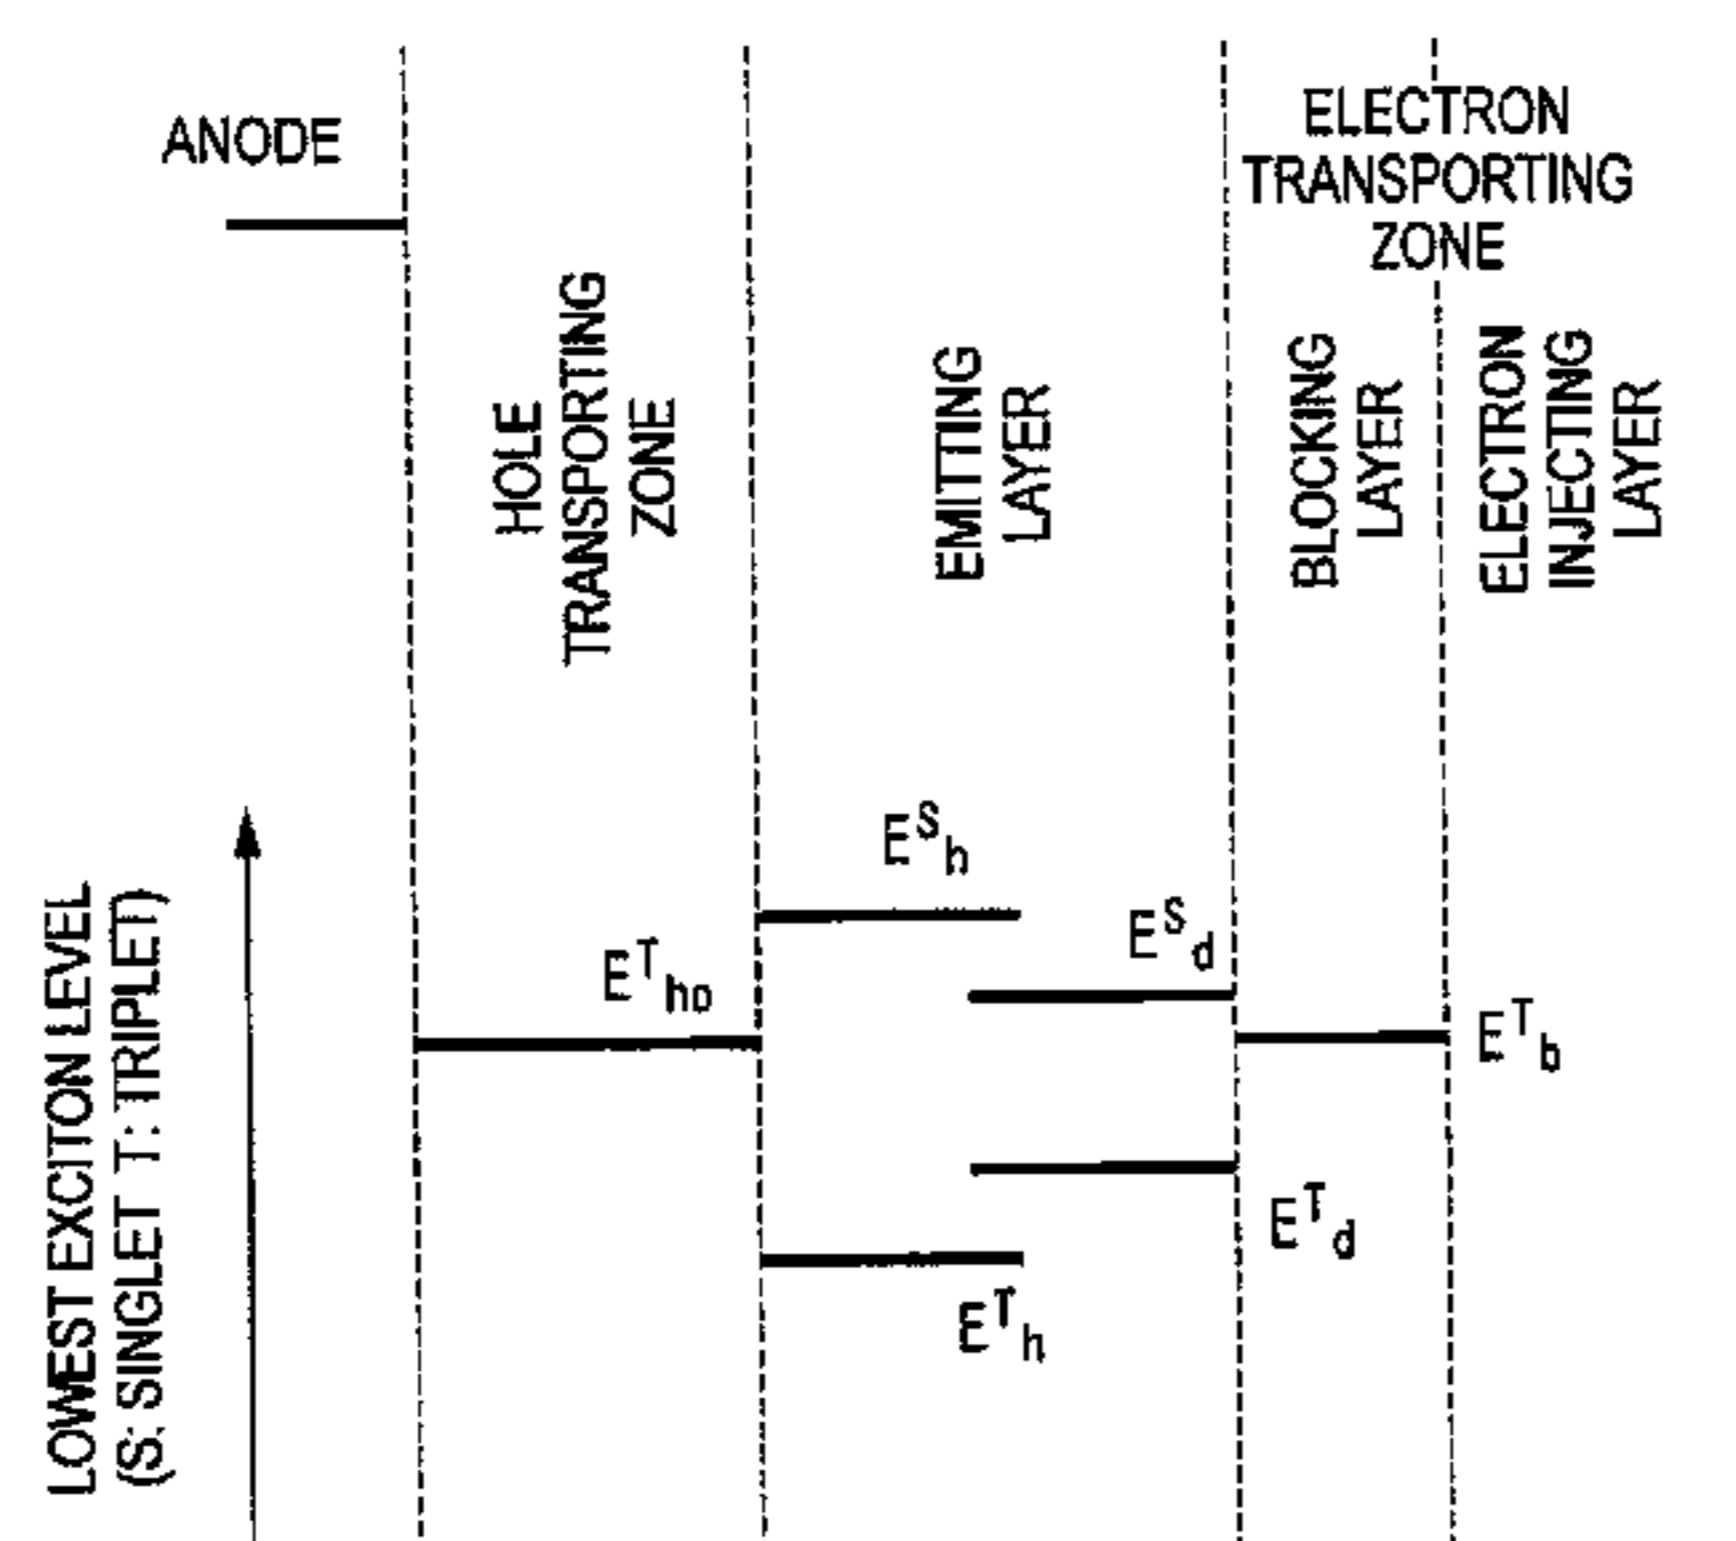 ANODE
ELECTRON
TRANSPORTING
ZONE
HOLE
TRANSPORTING
ZONE
EMITTING
LAYER
BLOCKING
LAYER
ELECTRON
INJECTING
LAYER
E^S_h
E^S_d
E^T_ho
E^T_b
E^T_d
E^T_h
LOWEST EXCITON LEVEL
(S: SINGLET T: TRIPLET)